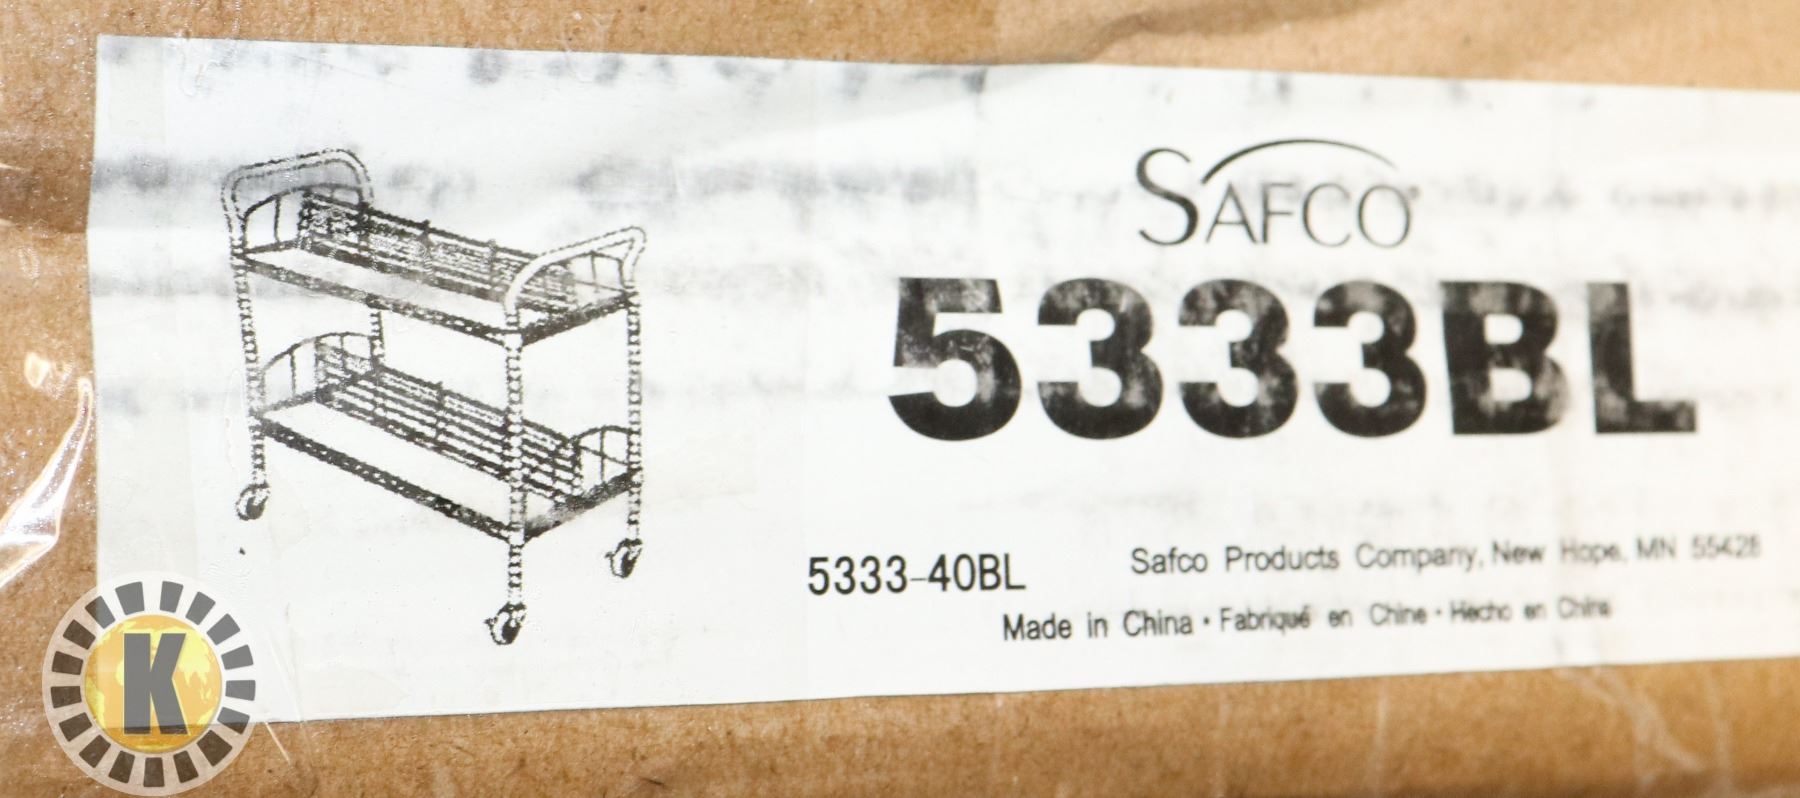 SAFCO®
5333BL
5333-40BL
Safco Products Company, New Hope, MN 55428
Made in China • Fabriqué en Chine • Hecho en China
K